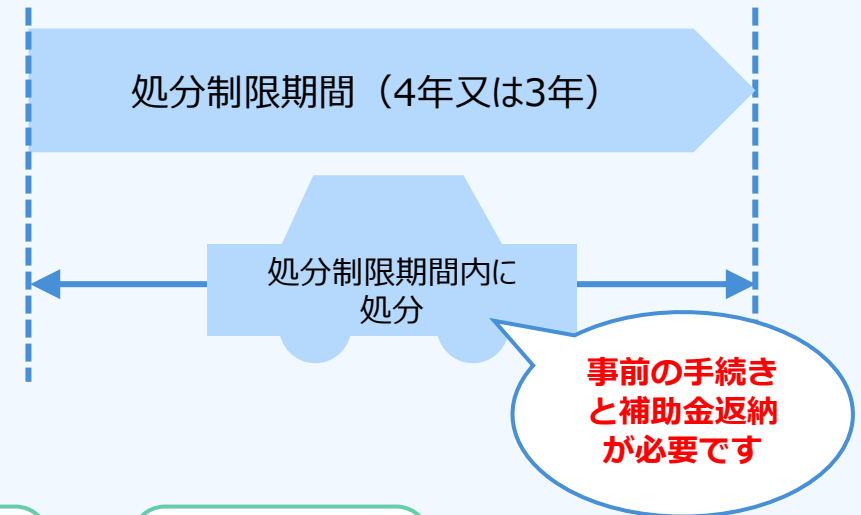 処分制限期間（4年又は3年）
処分制限期間内に
処分
事前の手続き
と補助金返納
が必要です